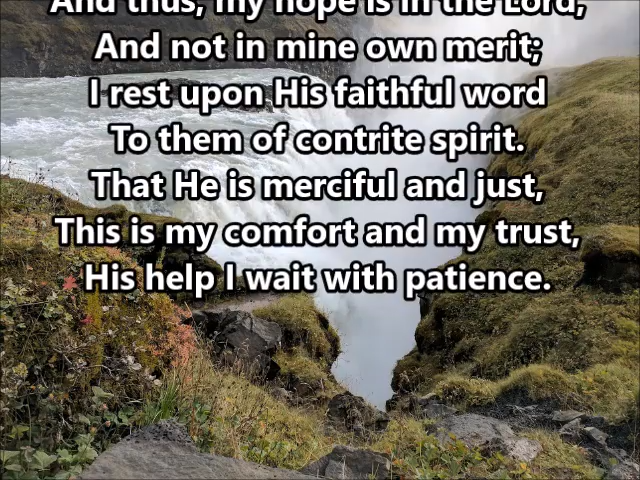 And thus, my hope is in the Lord,
And not in mine own merit;
I rest upon His faithful word
To them of contrite spirit.
That He is merciful and just,
This is my comfort and my trust,
His help I wait with patience.